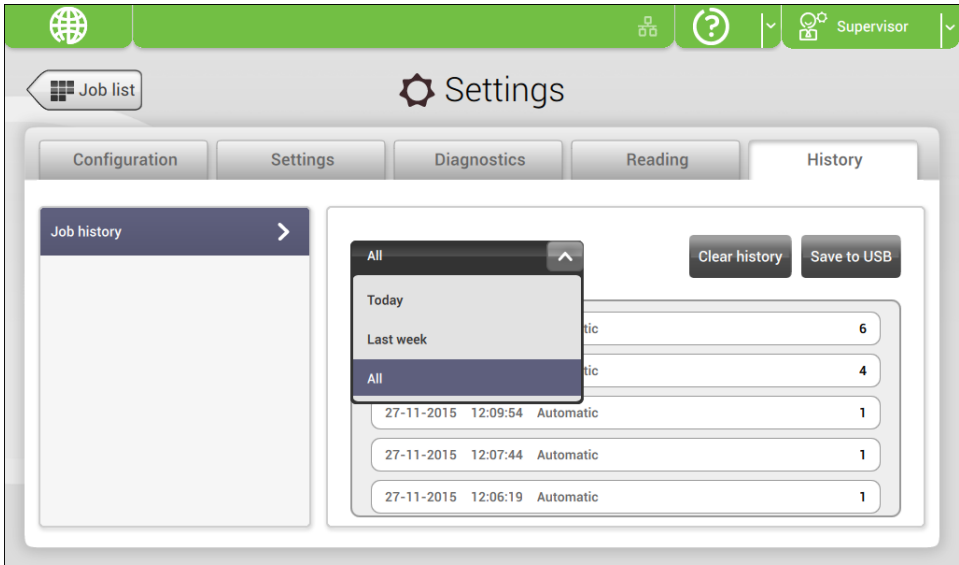 Supervisor
Job list
Settings
Configuration
Settings
Diagnostics
Reading
History
Job history
All
Clear history
Save to USB
Today
Last week
All
tic 6
tic 4
27-11-2015 12:09:54 Automatic 1
27-11-2015 12:07:44 Automatic 1
27-11-2015 12:06:19 Automatic 1